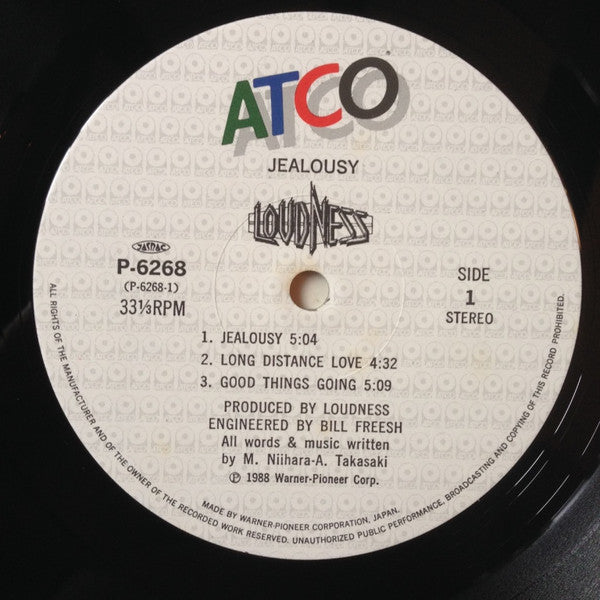 ATCO
JEALOUSY
LOUDNESS
JASRAC
P-6268
(P-6268-1)
33⅓RPM
SIDE
1
STEREO
1. JEALOUSY 5:04
2. LONG DISTANCE LOVE 4:32
3. GOOD THINGS GOING 5:09
PRODUCED BY LOUDNESS
ENGINEERED BY BILL FREESH
All words & music written
by M. Niihara-A. Takasaki
℗ 1988 Warner-Pioneer Corp.
MADE BY WARNER-PIONEER CORPORATION, JAPAN.
ALL RIGHTS OF THE MANUFACTURER AND OF THE OWNER OF THE RECORDED WORK RESERVED. UNAUTHORIZED PUBLIC PERFORMANCE, BROADCASTING AND COPYING OF THIS RECORD PROHIBITED.